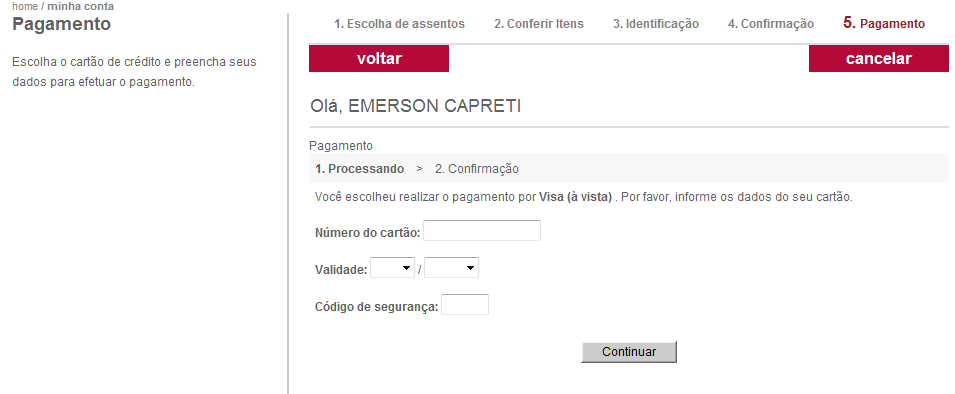 home / minha conta
Pagamento
Escolha o cartão de crédito e preencha seus
dados para efetuar o pagamento.
1. Escolha de assentos 2. Conferir Itens 3. Identificação 4. Confirmação 5. Pagamento
voltar cancelar
Olá, EMERSON CAPRETI
Pagamento
1. Processando > 2. Confirmação
Você escolheu realizar o pagamento por Visa (à vista) . Por favor, informe os dados do seu cartão.
Número do cartão:
Validade: /
Código de segurança:
Continuar